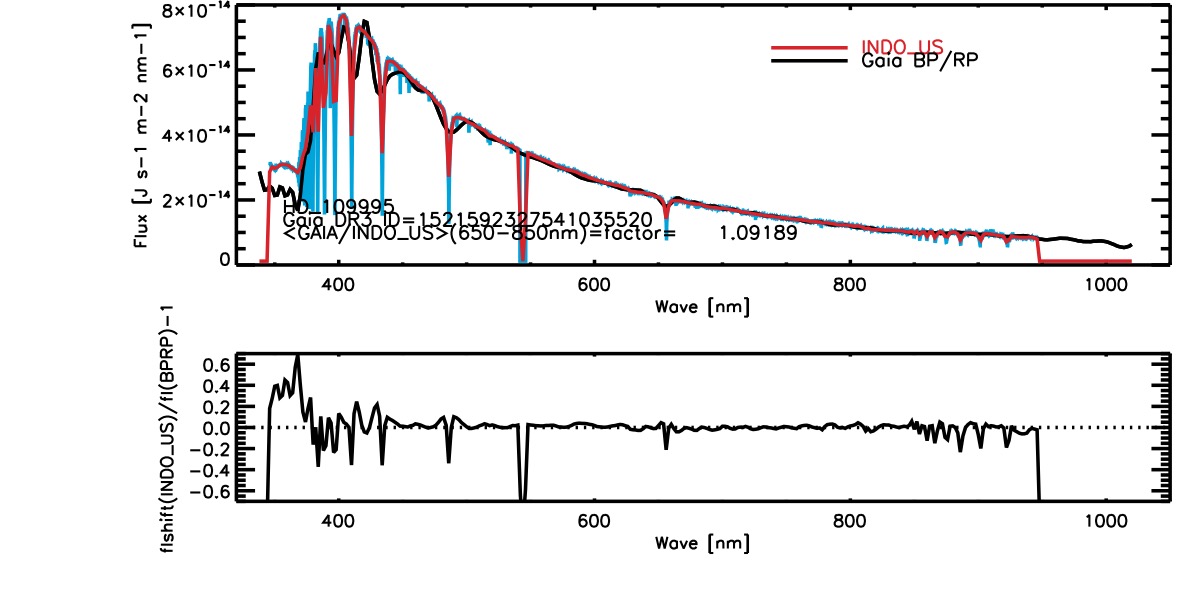 8×10−14
6×10−14
4×10−14
2×10−14
0
Flux [J s−1 m−2 nm−1]
INDO_US
Gaia BP/RP
HD_109995
Gaia DR3 ID=1521592327541035520
<GAIA/INDO_US>(650−850nm)=factor= 1.09189
400 600 800 1000
Wave [nm]
flshift(INDO_US)/fl(BPRP)−1
0.6
0.4
0.2
0.0
−0.2
−0.4
−0.6
400 600 800 1000
Wave [nm]